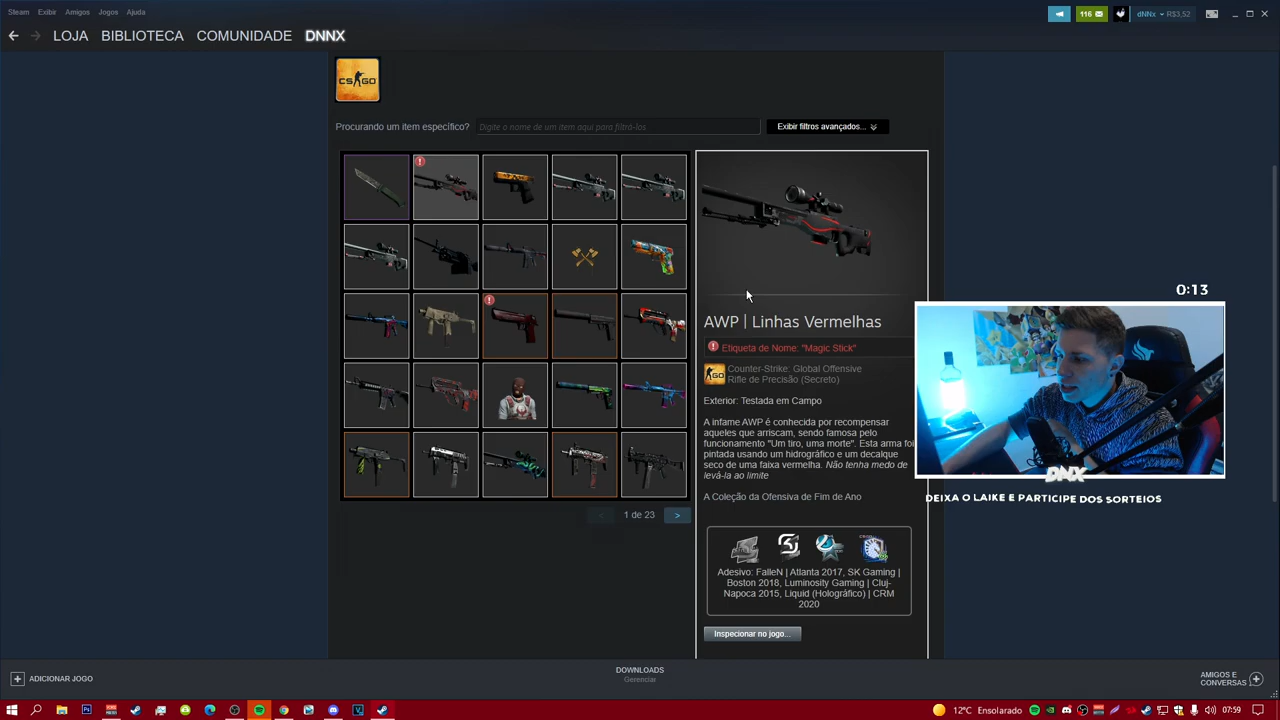 Steam Exibir Amigos Jogos Ajuda
116
dNNx
R$3,52
LOJA BIBLIOTECA COMUNIDADE DNNX
CS GO
Procurando um item específico?
Digite o nome de um item aqui para filtrá-los
Exibir filtros avançados...
AWP | Linhas Vermelhas
Etiqueta de Nome: "Magic Stick"
Counter-Strike: Global Offensive
Rifle de Precisão (Secreto)
Exterior: Testada em Campo
A infame AWP é conhecida por recompensar
aqueles que arriscam, sendo famosa pelo
funcionamento "Um tiro, uma morte". Esta arma foi
pintada usando um hidrográfico e um decalque
seco de uma faixa vermelha. Não tenha medo de
levá-la ao limite
A Coleção da Ofensiva de Fim de Ano
Adesivo: FalleN | Atlanta 2017, SK Gaming |
Boston 2018, Luminosity Gaming | Cluj-
Napoca 2015, Liquid (Holográfico) | CRM
2020
Inspecionar no jogo...
< 1 de 23 >
0:13
DNX
DEIXA O LAIKE E PARTICIPE DOS SORTEIOS
ADICIONAR JOGO
DOWNLOADS
Gerenciar
AMIGOS E
CONVERSAS
12°C Ensolarado
07:59